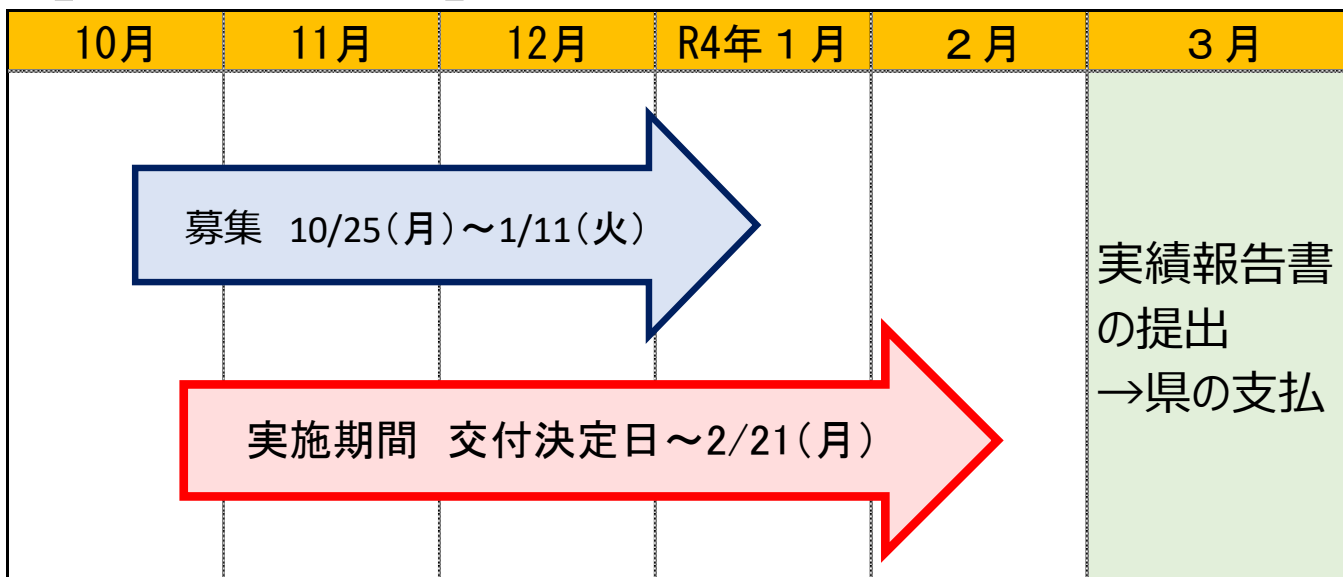 10月
11月
12月
R4年１月
２月
３月
募集 10/25(月)～1/11(火)
実施期間 交付決定日～2/21(月)
実績報告書
の提出
→県の支払